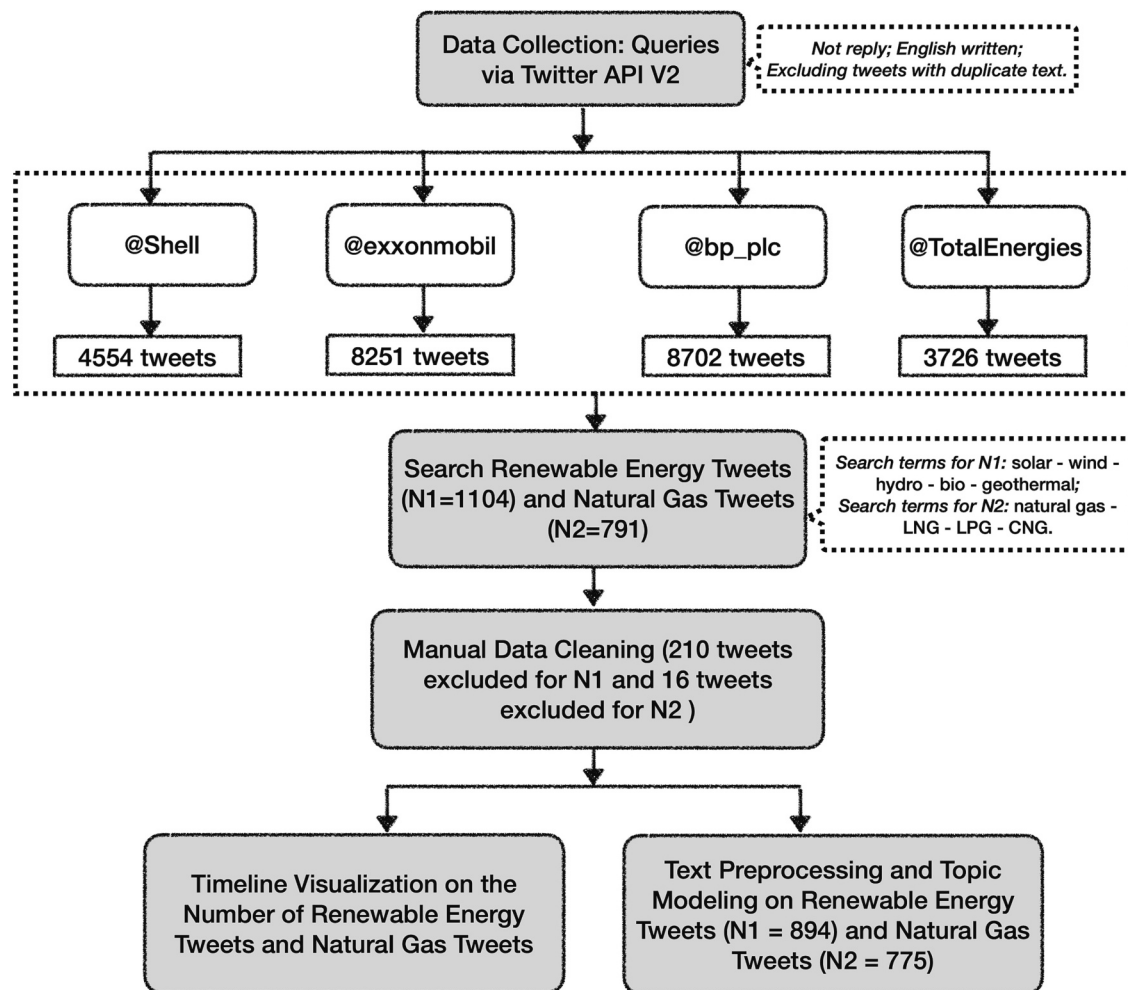 Data Collection: Queries
via Twitter API V2
Not reply; English written;
Excluding tweets with duplicate text.
@Shell
@exxonmobil
@bp_plc
@TotalEnergies
4554 tweets
8251 tweets
8702 tweets
3726 tweets
Search Renewable Energy Tweets
(N1=1104) and Natural Gas Tweets
(N2=791)
Search terms for N1: solar - wind -
hydro - bio - geothermal;
Search terms for N2: natural gas -
LNG - LPG - CNG.
Manual Data Cleaning (210 tweets
excluded for N1 and 16 tweets
excluded for N2 )
Timeline Visualization on the
Number of Renewable Energy
Tweets and Natural Gas Tweets
Text Preprocessing and Topic
Modeling on Renewable Energy
Tweets (N1 = 894) and Natural Gas
Tweets (N2 = 775)